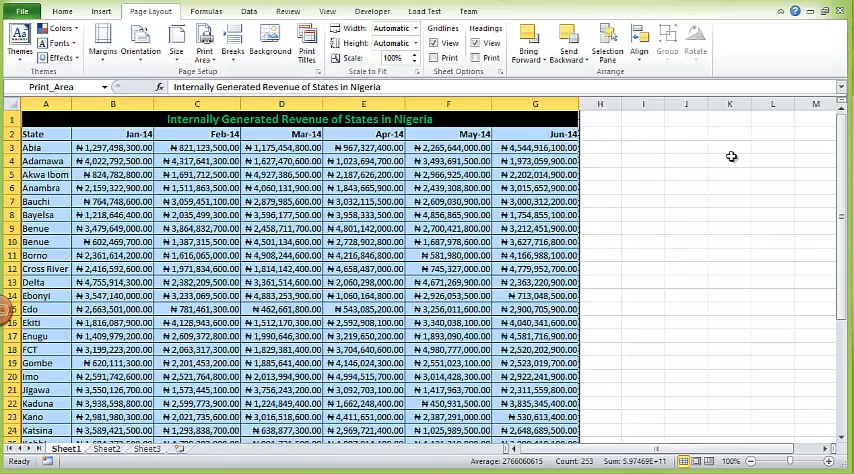 File Home Insert Page Layout Formulas Data Review View Developer Load Test Team
Themes Colors Fonts Effects Margins Orientation Size Print Area Breaks Background Print Titles Width: Automatic Height: Automatic Scale: 100% Gridlines View Print Headings View Print Bring Forward Send Backward Selection Pane Align Group Rotate
Themes Page Setup Scale to Fit Sheet Options Arrange
Print_Area fx Internally Generated Revenue of States in Nigeria
A B C D E F G H I J K L M
1 Internally Generated Revenue of States in Nigeria
2 State Jan-14 Feb-14 Mar-14 Apr-14 May-14 Jun-14
3 Abia ₦ 1,297,498,300.00 ₦ 821,123,500.00 ₦ 1,175,454,800.00 ₦ 967,327,400.00 ₦ 2,265,644,000.00 ₦ 4,544,916,100.00
4 Adamawa ₦ 4,022,792,500.00 ₦ 4,317,641,300.00 ₦ 1,627,470,600.00 ₦ 1,023,694,700.00 ₦ 3,493,691,500.00 ₦ 1,973,059,900.00
5 Akwa Ibom ₦ 824,782,800.00 ₦ 1,691,712,500.00 ₦ 4,927,386,500.00 ₦ 2,187,626,200.00 ₦ 2,966,925,400.00 ₦ 2,202,014,900.00
6 Anambra ₦ 2,159,322,900.00 ₦ 1,511,863,500.00 ₦ 4,060,131,900.00 ₦ 1,843,665,900.00 ₦ 2,439,308,800.00 ₦ 3,015,652,900.00
7 Bauchi ₦ 764,748,600.00 ₦ 3,059,451,100.00 ₦ 2,879,985,600.00 ₦ 3,032,115,500.00 ₦ 2,609,030,900.00 ₦ 3,000,312,200.00
8 Bayelsa ₦ 1,218,646,400.00 ₦ 2,035,499,300.00 ₦ 3,596,177,500.00 ₦ 3,958,333,500.00 ₦ 4,856,865,900.00 ₦ 1,754,855,100.00
9 Benue ₦ 3,479,649,000.00 ₦ 3,864,832,700.00 ₦ 2,458,711,700.00 ₦ 4,801,142,000.00 ₦ 2,700,421,800.00 ₦ 3,212,451,900.00
10 Benue ₦ 602,469,700.00 ₦ 1,387,315,500.00 ₦ 4,501,134,600.00 ₦ 2,728,902,800.00 ₦ 1,687,978,600.00 ₦ 3,627,716,800.00
11 Borno ₦ 2,361,614,200.00 ₦ 1,616,065,000.00 ₦ 4,908,244,600.00 ₦ 4,216,846,800.00 ₦ 581,980,000.00 ₦ 4,166,988,100.00
12 Cross River ₦ 2,416,592,600.00 ₦ 1,971,834,600.00 ₦ 1,814,142,400.00 ₦ 4,658,487,000.00 ₦ 745,327,000.00 ₦ 4,779,952,700.00
13 Delta ₦ 4,755,914,300.00 ₦ 2,382,209,500.00 ₦ 3,361,514,600.00 ₦ 2,060,298,000.00 ₦ 4,671,269,900.00 ₦ 2,363,220,900.00
14 Ebonyi ₦ 3,547,140,000.00 ₦ 3,233,069,500.00 ₦ 4,883,253,900.00 ₦ 1,060,164,800.00 ₦ 2,926,053,500.00 ₦ 713,048,500.00
Edo ₦ 2,663,501,000.00 ₦ 781,461,300.00 ₦ 462,661,800.00 ₦ 543,085,200.00 ₦ 3,256,011,600.00 ₦ 2,900,705,900.00
16 Ekiti ₦ 1,816,087,900.00 ₦ 4,128,943,600.00 ₦ 1,512,170,300.00 ₦ 2,592,908,100.00 ₦ 3,340,038,100.00 ₦ 4,040,341,600.00
17 Enugu ₦ 1,409,979,200.00 ₦ 2,609,372,800.00 ₦ 1,990,646,300.00 ₦ 3,219,650,200.00 ₦ 1,893,090,400.00 ₦ 4,581,716,900.00
18 FCT ₦ 3,199,223,200.00 ₦ 2,063,317,300.00 ₦ 1,829,381,400.00 ₦ 3,704,640,600.00 ₦ 4,980,777,000.00 ₦ 2,520,202,900.00
19 Gombe ₦ 620,111,300.00 ₦ 2,201,453,200.00 ₦ 1,885,641,400.00 ₦ 4,146,024,300.00 ₦ 2,551,023,100.00 ₦ 2,523,019,700.00
20 Imo ₦ 2,591,742,600.00 ₦ 2,521,764,800.00 ₦ 2,013,994,900.00 ₦ 4,994,515,700.00 ₦ 3,014,428,300.00 ₦ 2,922,241,900.00
21 Jigawa ₦ 3,550,126,700.00 ₦ 1,573,445,100.00 ₦ 3,756,243,200.00 ₦ 3,092,703,100.00 ₦ 1,417,963,700.00 ₦ 2,311,559,800.00
22 Kaduna ₦ 3,938,598,800.00 ₦ 2,599,773,900.00 ₦ 1,224,849,400.00 ₦ 1,662,248,700.00 ₦ 450,931,500.00 ₦ 3,835,345,400.00
23 Kano ₦ 2,981,980,300.00 ₦ 2,021,735,600.00 ₦ 3,016,518,600.00 ₦ 4,411,651,000.00 ₦ 2,387,291,000.00 ₦ 530,613,400.00
24 Katsina ₦ 3,589,421,500.00 ₦ 1,293,838,700.00 ₦ 638,877,300.00 ₦ 2,969,721,400.00 ₦ 1,025,989,500.00 ₦ 2,648,689,500.00
Sheet1 Sheet2 Sheet3
Ready Average: 2766060615 Count: 253 Sum: 5.97469E+11 100%